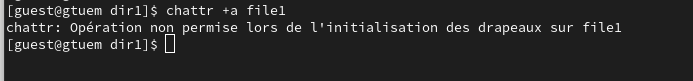 [guest@gtuem dir1]$ chattr +a file1
chattr: Opération non permise lors de l'initialisation des drapeaux sur file1
[guest@gtuem dir1]$